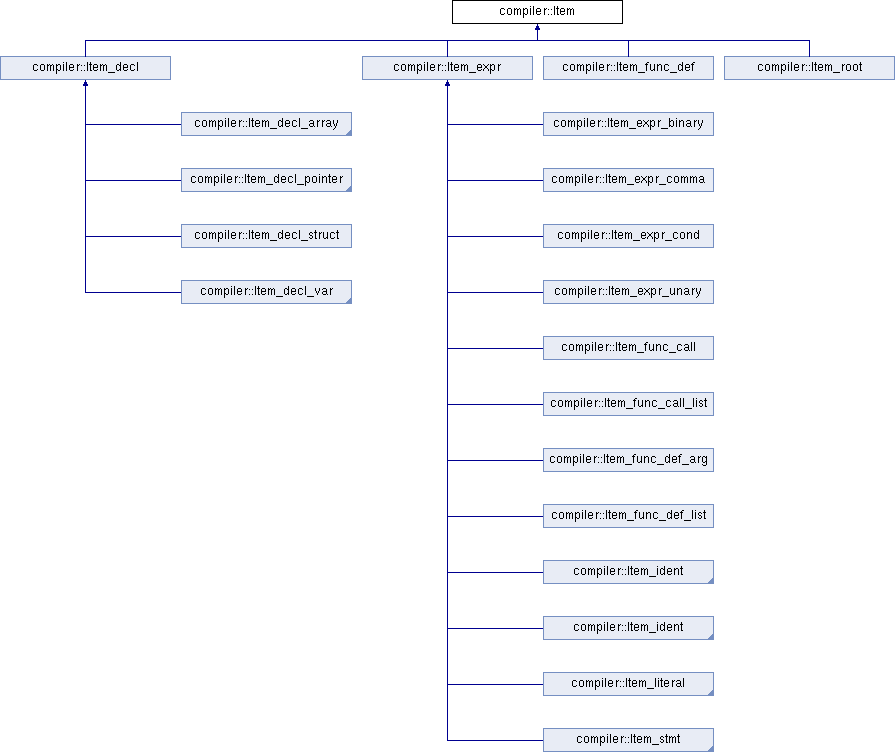 compiler::Item
compiler::Item_decl
compiler::Item_expr
compiler::Item_func_def
compiler::Item_root
compiler::Item_decl_array
compiler::Item_expr_binary
compiler::Item_decl_pointer
compiler::Item_expr_comma
compiler::Item_decl_struct
compiler::Item_expr_cond
compiler::Item_decl_var
compiler::Item_expr_unary
compiler::Item_func_call
compiler::Item_func_call_list
compiler::Item_func_def_arg
compiler::Item_func_def_list
compiler::Item_ident
compiler::Item_ident
compiler::Item_literal
compiler::Item_stmt